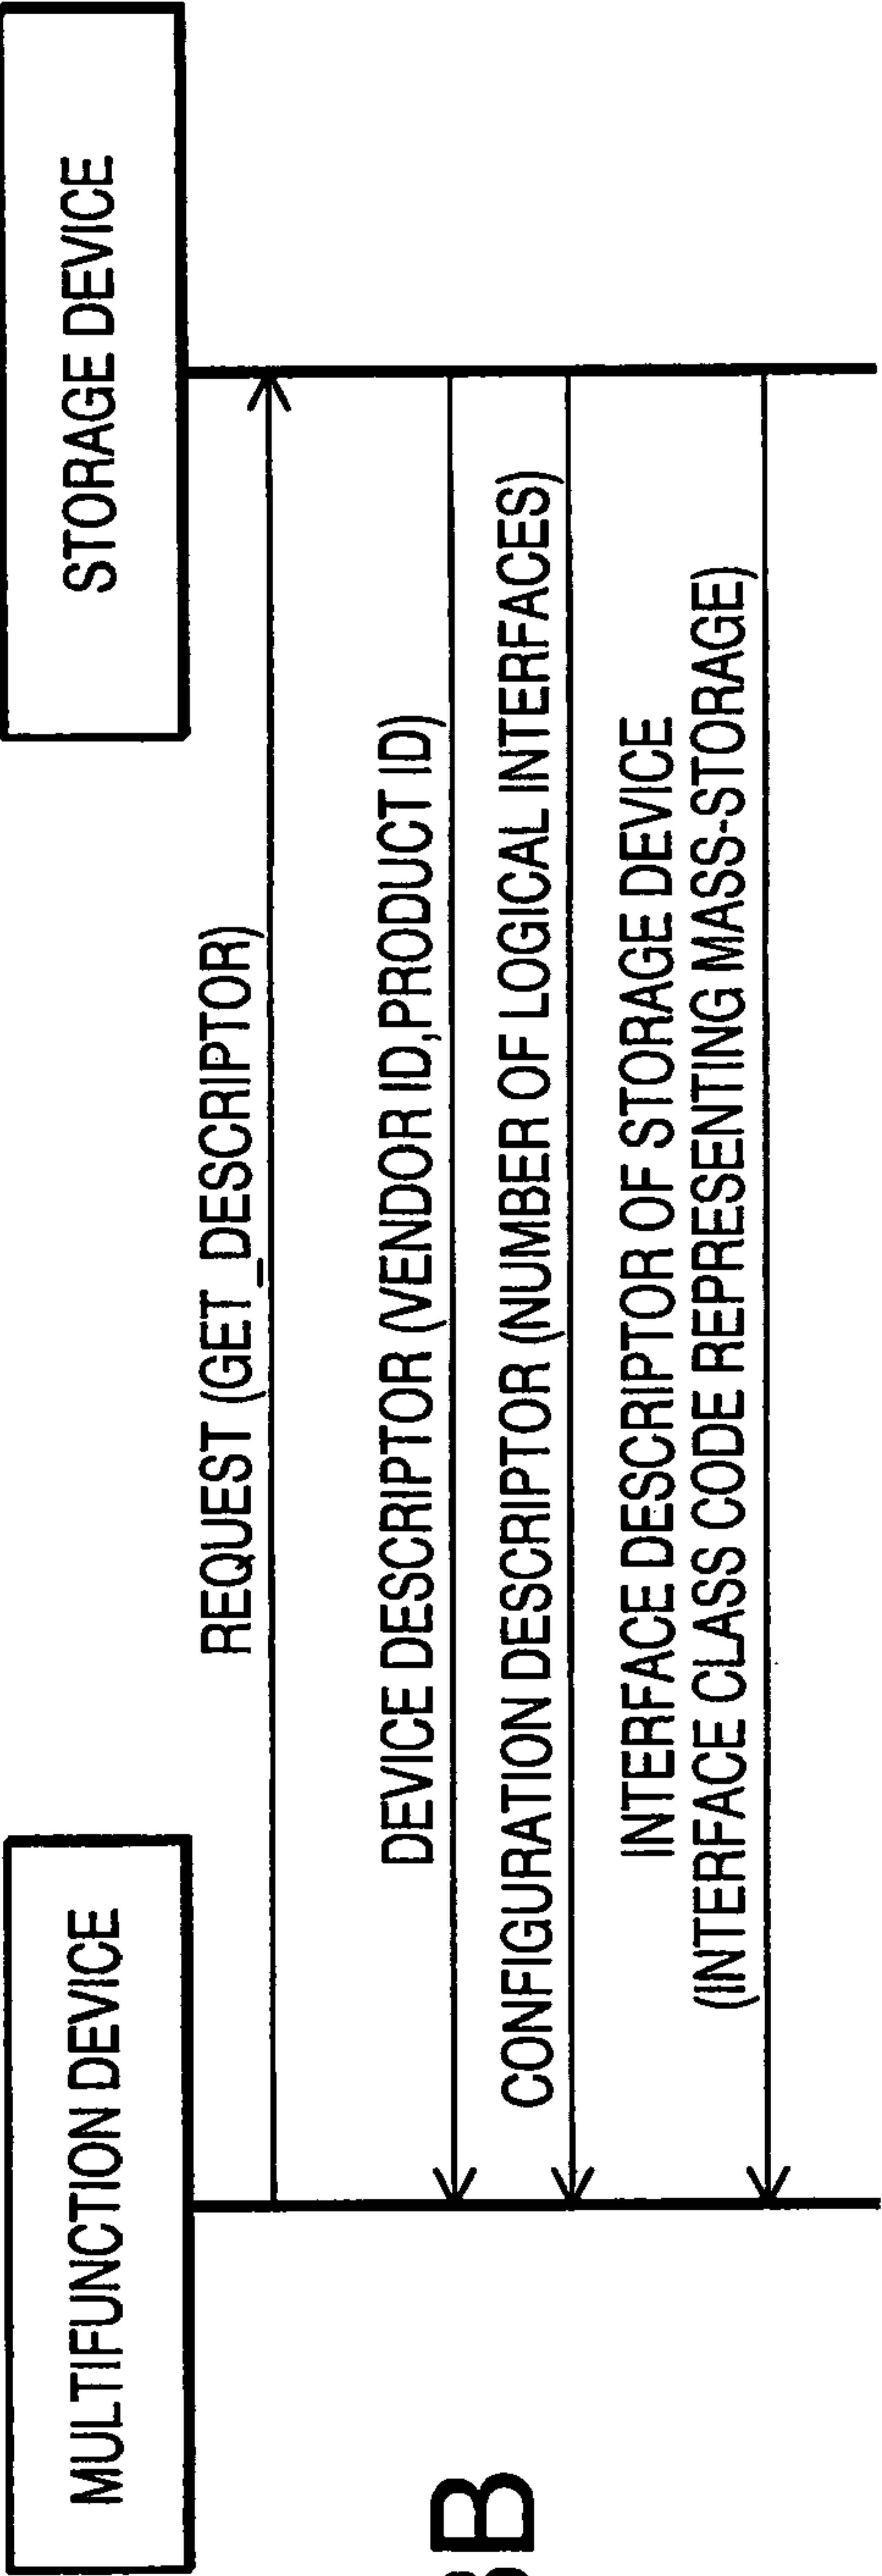 MULTIFUNCTION DEVICE
STORAGE DEVICE
REQUEST (GET_DESCRIPTOR)
DEVICE DESCRIPTOR (VENDOR ID,PRODUCT ID)
CONFIGURATION DESCRIPTOR (NUMBER OF LOGICAL INTERFACES)
INTERFACE DESCRIPTOR OF STORAGE DEVICE
(INTERFACE CLASS CODE REPRESENTING MASS-STORAGE)